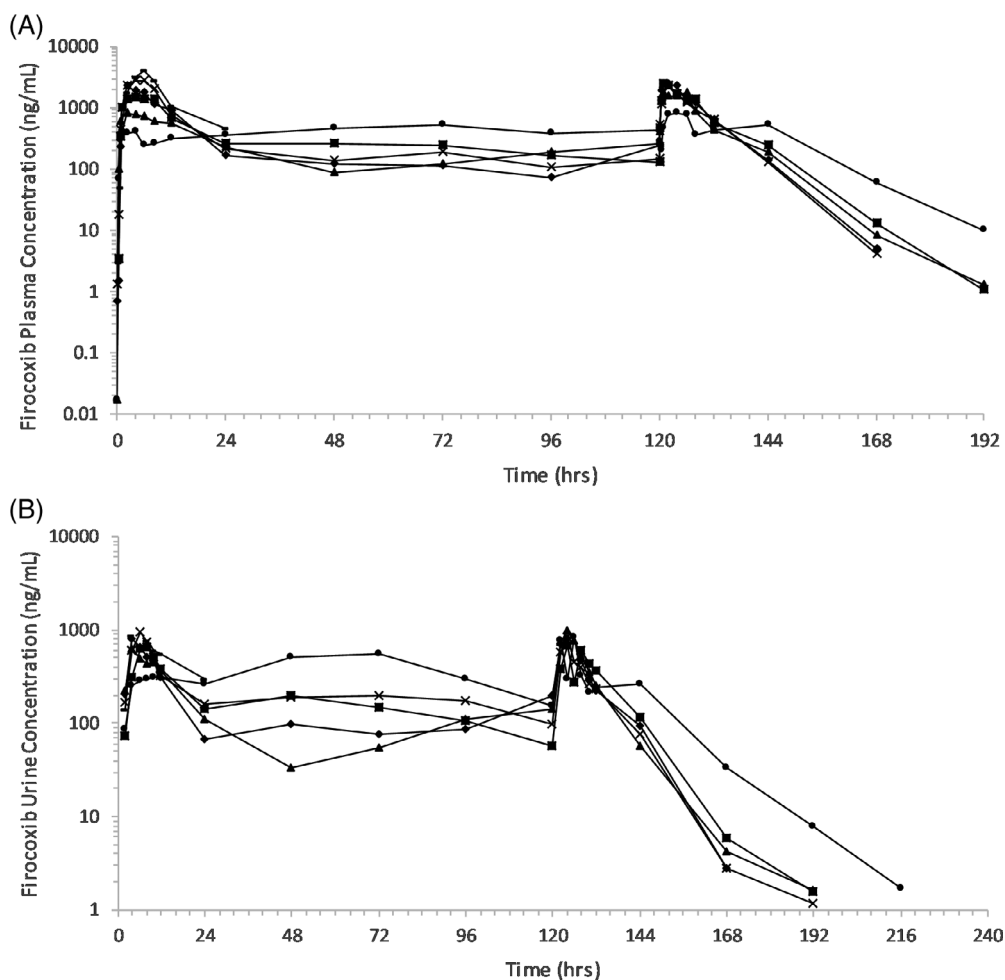 (A)
10000
1000
100
10
1
0.1
0.01
Firocoxib Plasma Concentration (ng/mL)
0 24 48 72 96 120 144 168 192
Time (hrs)
(B)
10000
1000
100
10
1
Firocoxib Urine Concentration (ng/mL)
0 24 48 72 96 120 144 168 192 216 240
Time (hrs)